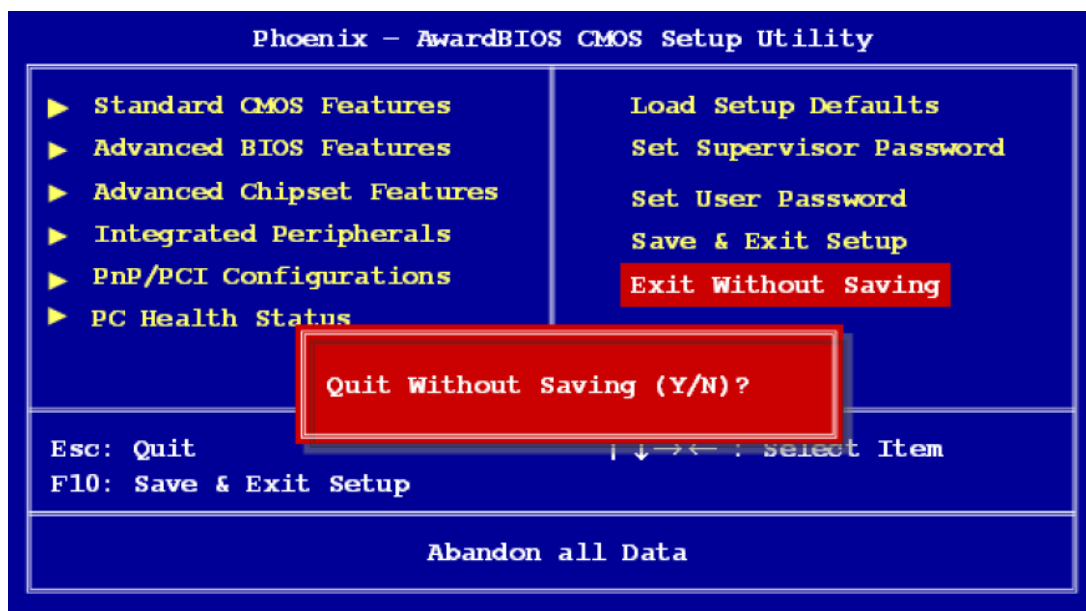 Phoenix — AwardBIOS CMOS Setup Utility
▶ Standard CMOS Features
▶ Advanced BIOS Features
▶ Advanced Chipset Features
▶ Integrated Peripherals
▶ PnP/PCI Configurations
▶ PC Health Status
Load Setup Defaults
Set Supervisor Password
Set User Password
Save & Exit Setup
Exit Without Saving
Quit Without Saving (Y/N)?
Esc: Quit
↓→← : Select Item
F10: Save & Exit Setup
Abandon all Data